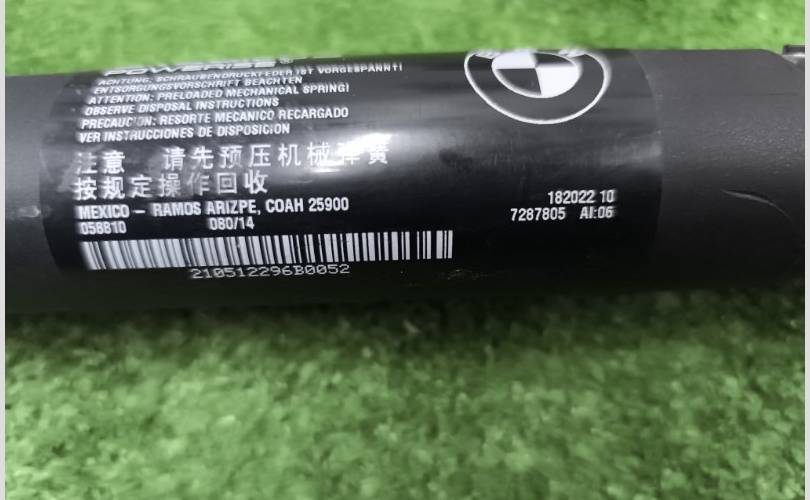 POWERISE®
ACHTUNG: SCHRAUBENDRUCKFEDER IST VORGESPANNT!
ENTSORGUNGSVORSCHRIFT BEACHTEN
ATTENTION: PRELOADED MECHANICAL SPRING!
OBSERVE DISPOSAL INSTRUCTIONS
PRECAUCION: RESORTE MECANICO RECARGADO
VER INSTRUCCIONES DE DISPOSICION
注意 请先预压机械弹簧
按规定操作回收
MEXICO - RAMOS ARIZPE, COAH 25900
058810 080/14
210512296B0052
182022 10
7287805 AI:06